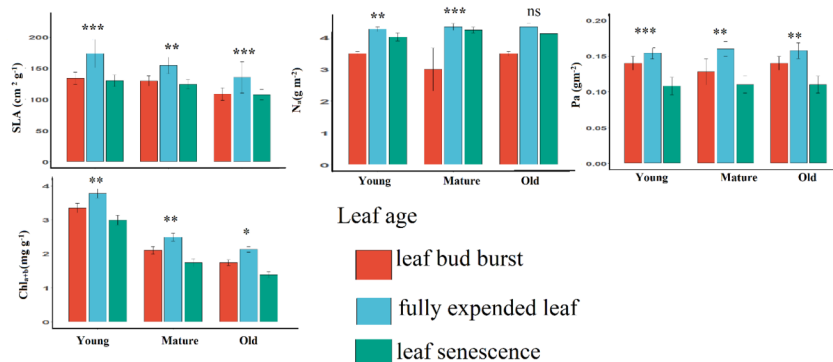 ***
**
***
SLA (cm² g⁻¹)
200
150
100
50
0
**
***
ns
Nₐ(g m⁻²)
4
3
2
1
0
Young
Mature
Old
***
**
**
Pa (gm⁻²)
0.20
0.15
0.10
0.05
0.00
Young
Mature
Old
**
**
*
Chlₐ₊b(mg g⁻¹)
4
3
2
1
0
Young
Mature
Old
Leaf age
leaf bud burst
fully expended leaf
leaf senescence